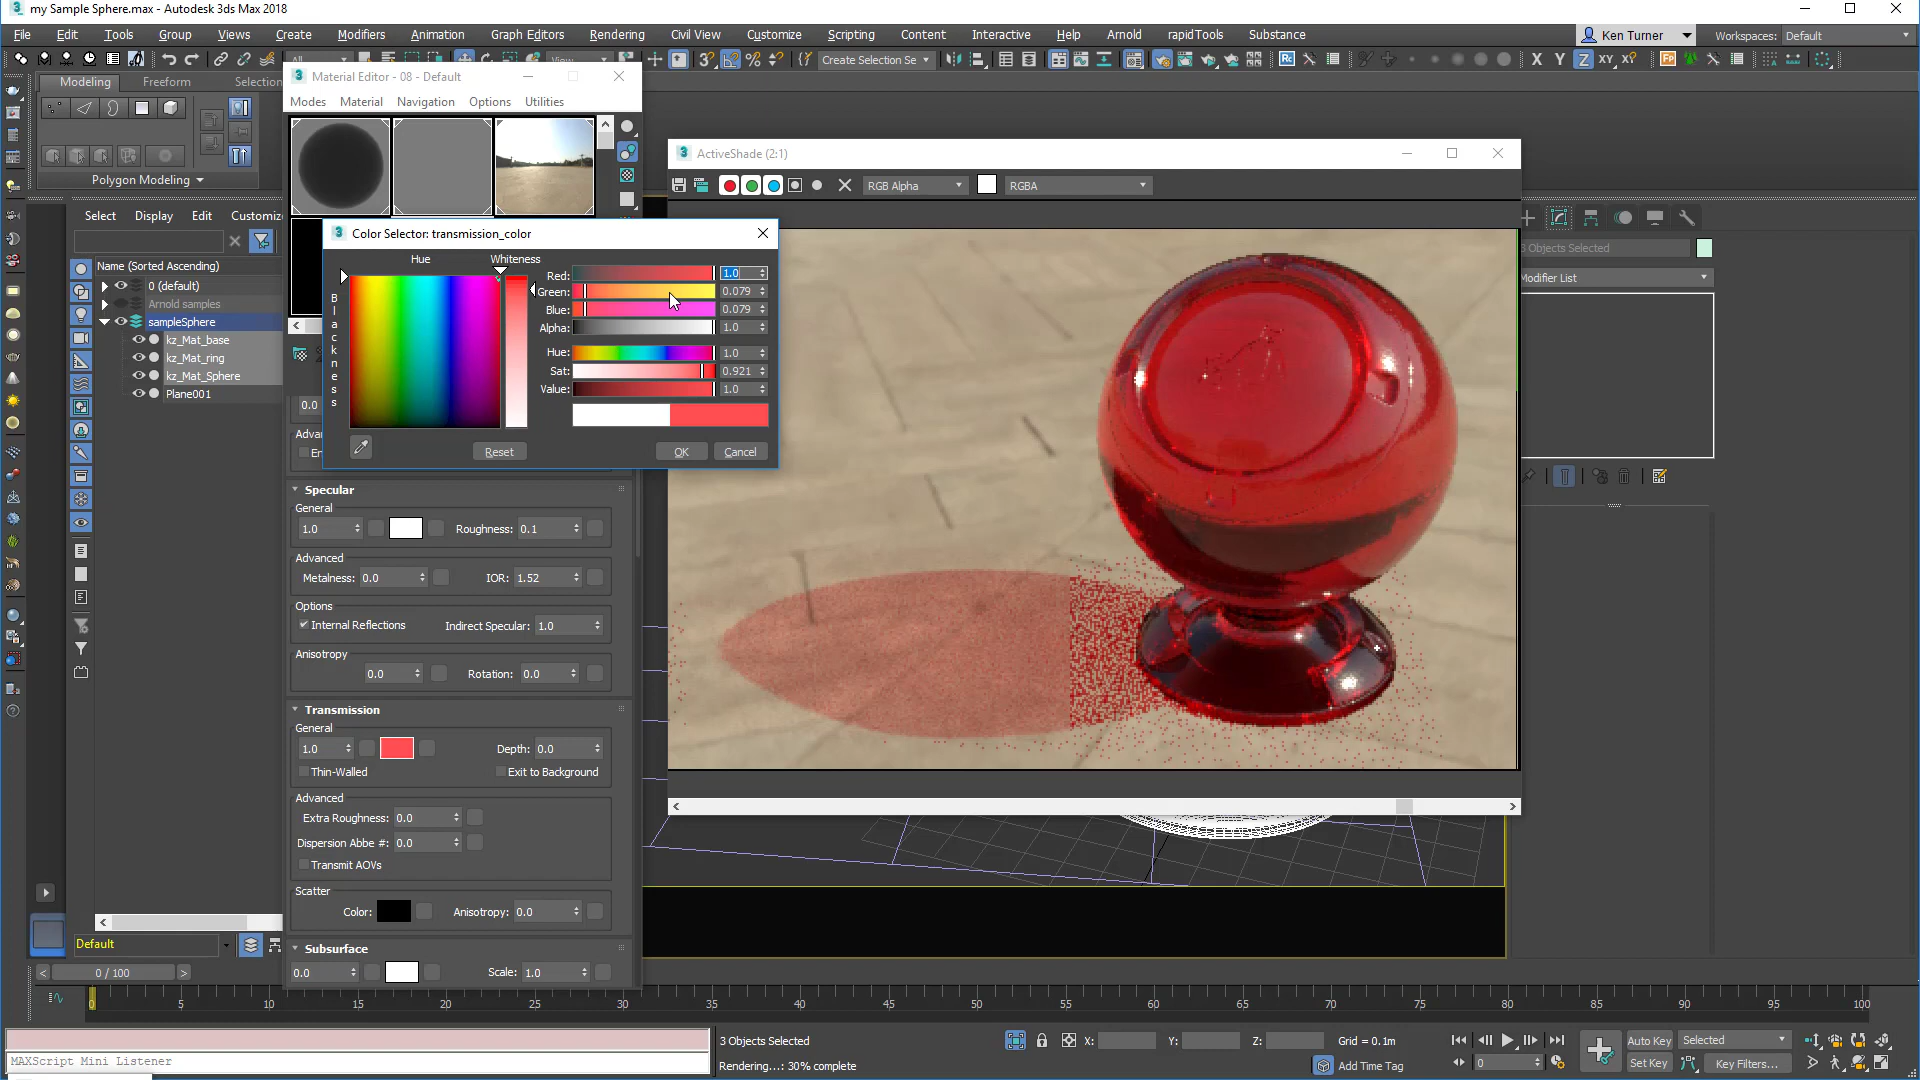 my Sample Sphere.max - Autodesk 3ds Max 2018
File Edit Tools Group Views Create Modifiers Animation Graph Editors Rendering Civil View Customize Scripting Content Interactive Help Arnold rapidTools Substance
Ken Turner
Workspaces: Default
All
View
Create Selection Se
X Y Z XY
Modeling Freeform Selection
Polygon Modeling
Material Editor - 08 - Default
Modes Material Navigation Options Utilities
ActiveShade (2:1)
RGB Alpha
RGBA
Select Display Edit Customize
Name (Sorted Ascending)
0 (default)
Arnold samples
sampleSphere
kz_Mat_base
kz_Mat_ring
kz_Mat_Sphere
Plane001
Color Selector: transmission_color
Hue Whiteness
Blackness
Red: 1.0
Green: 0.079
Blue: 0.079
Alpha: 1.0
Hue: 1.0
Sat: 0.921
Value: 1.0
Reset OK Cancel
3 Objects Selected
Modifier List
0.0
Adva
En
Specular
General
1.0 Roughness: 0.1
Advanced
Metalness: 0.0 IOR: 1.52
Options
Internal Reflections Indirect Specular: 1.0
Anisotropy
0.0 Rotation: 0.0
Transmission
General
1.0 Depth: 0.0
Thin-Walled Exit to Background
Advanced
Extra Roughness: 0.0
Dispersion Abbe #: 0.0
Transmit AOVs
Scatter
Color: Anisotropy: 0.0
Subsurface
0.0 Scale: 1.0
Default
0 / 100
0 5 10 15 20 25 30 35 40 45 50 55 60 65 70 75 80 85 90 95 100
3 Objects Selected
X: Y: Z: Grid = 0.1m
Auto Key Selected
MAXScript Mini Listener
Rendering...: 30% complete
Add Time Tag
0
Set Key Key Filters...